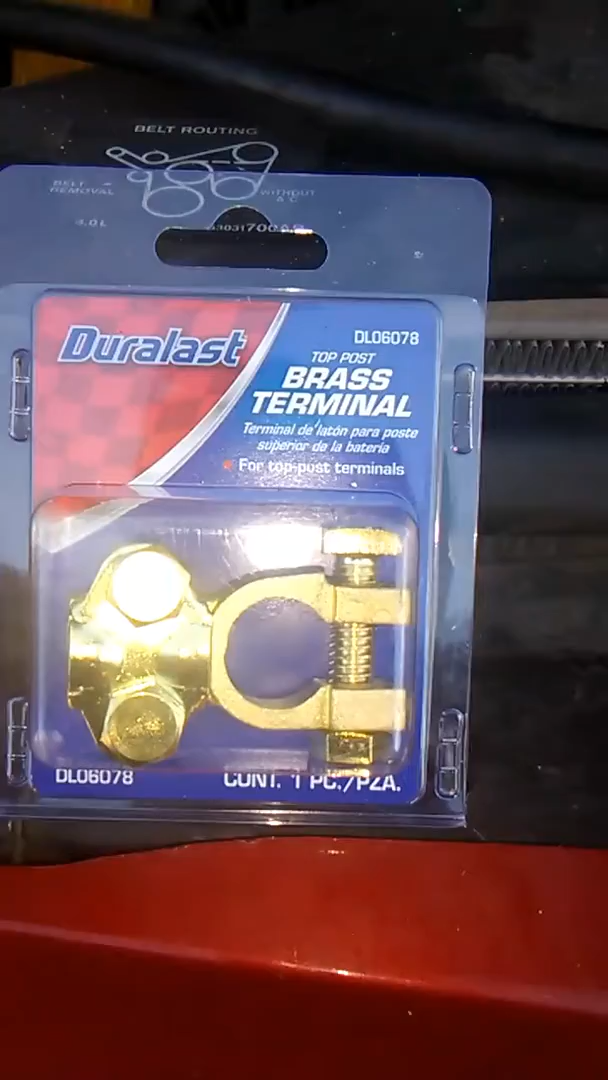 BELT ROUTING
BELT
REMOVAL
WITHOUT
A C
4.0L
Duralast
DL06078
TOP POST
BRASS
TERMINAL
Terminal de latón para poste
superior de la batería
For top-post terminals
DL06078
CONT. 1 PC./PZA.